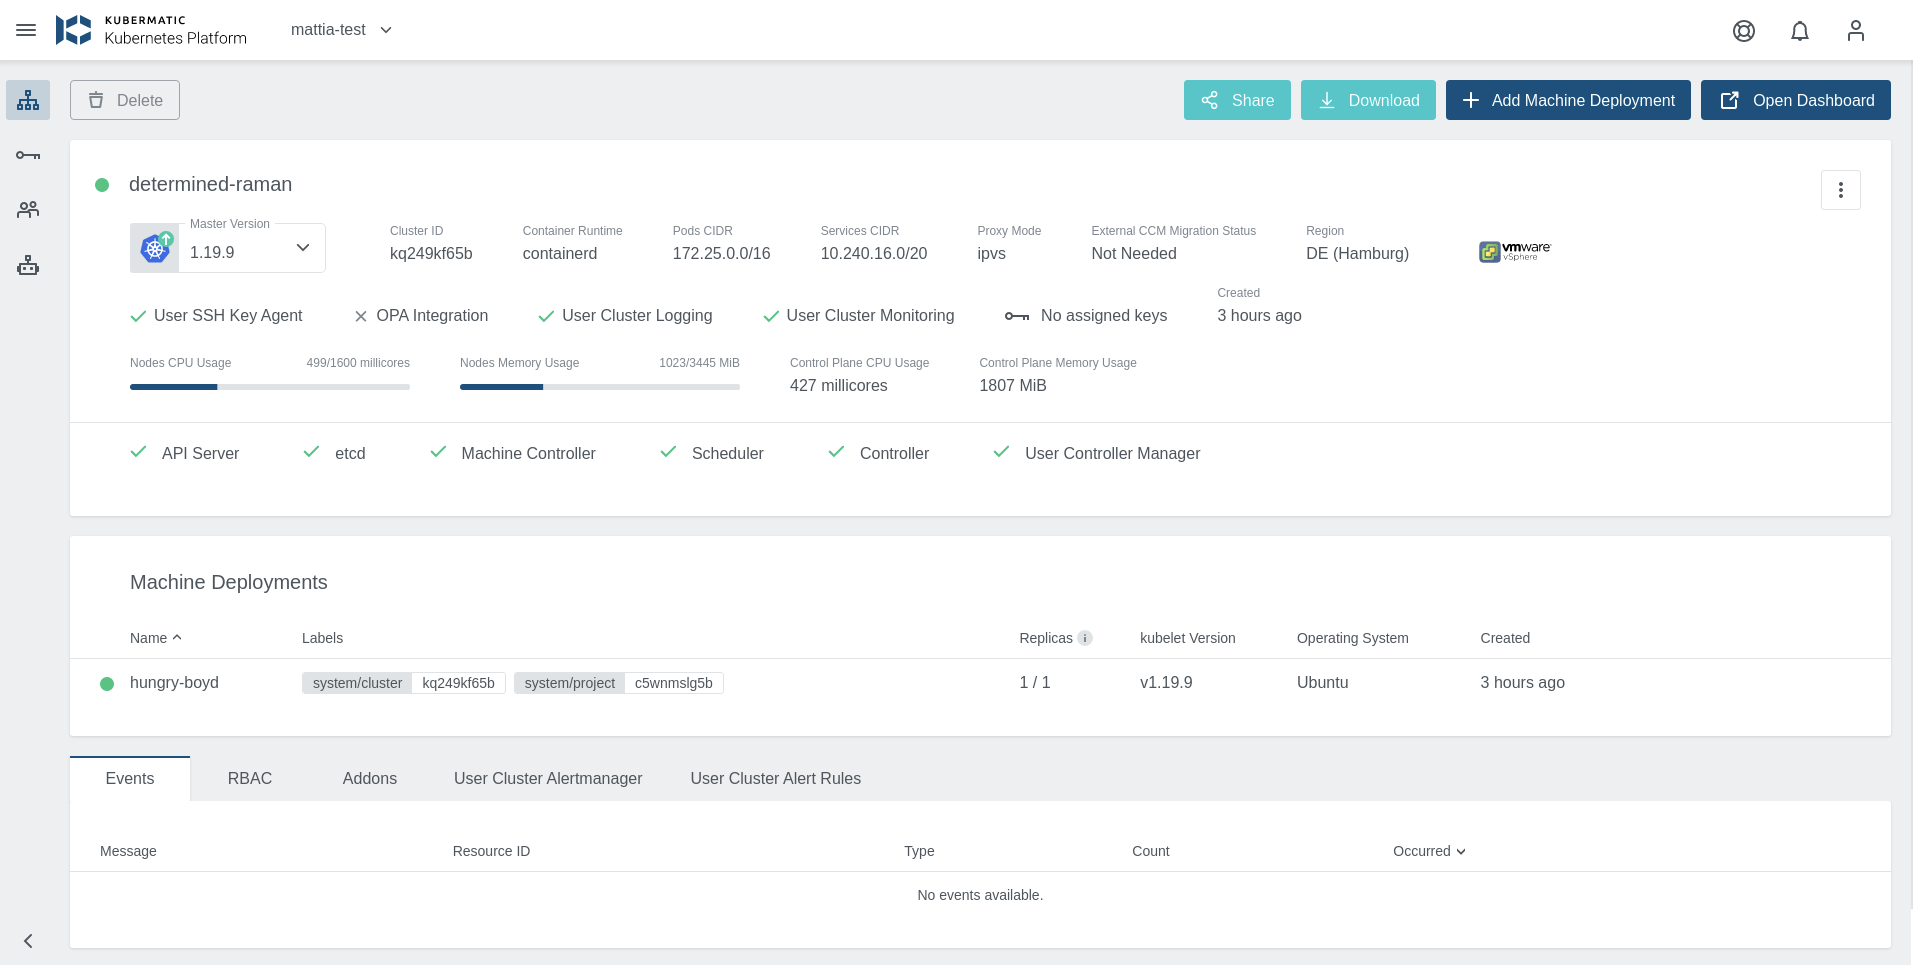 KUBERMATIC
Kubernetes Platform
mattia-test
Delete
Share
Download
Add Machine Deployment
Open Dashboard
determined-raman
Master Version
1.19.9
Cluster ID
kq249kf65b
Container Runtime
containerd
Pods CIDR
172.25.0.0/16
Services CIDR
10.240.16.0/20
Proxy Mode
ipvs
External CCM Migration Status
Not Needed
Region
DE (Hamburg)
vmware
vSphere
User SSH Key Agent
OPA Integration
User Cluster Logging
User Cluster Monitoring
No assigned keys
Created
3 hours ago
Nodes CPU Usage
499/1600 millicores
Nodes Memory Usage
1023/3445 MiB
Control Plane CPU Usage
427 millicores
Control Plane Memory Usage
1807 MiB
API Server
etcd
Machine Controller
Scheduler
Controller
User Controller Manager
Machine Deployments
Name
Labels
Replicas
kubelet Version
Operating System
Created
hungry-boyd
system/cluster kq249kf65b
system/project c5wnmslg5b
1 / 1
v1.19.9
Ubuntu
3 hours ago
Events
RBAC
Addons
User Cluster Alertmanager
User Cluster Alert Rules
Message
Resource ID
Type
Count
Occurred
No events available.